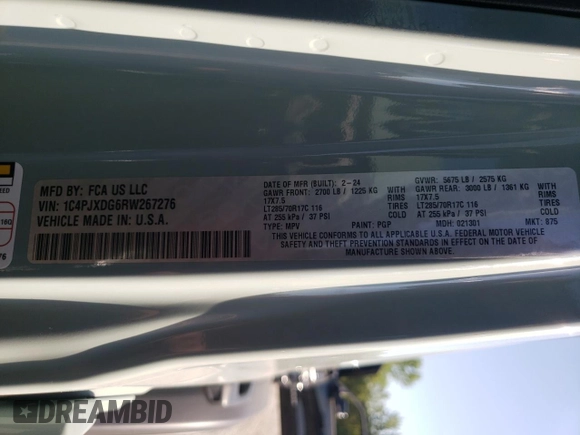 EED
16Q
76
MFD BY: FCA US LLC
VIN: 1C4PJXDG6RW267276
VEHICLE MADE IN U.S.A.
DATE OF MFR (BUILT): 2-24
GVWR: 5675 LB / 2575 KG
GAWR FRONT: 2700 LB / 1225 KG WITH
GAWR REAR: 3000 LB / 1361 KG WITH
17X7.5 RIMS
17X7.5 RIMS
LT285/70R17C 116 TIRES
LT285/70R17C 116 TIRES
AT 255 kPa / 37 PSI
AT 255 kPa / 37 PSI
TYPE: MPV PAINT: PGP MDH: 021301 875
THIS VEHICLE CONFORMS TO ALL APPLICABLE U.S.A. FEDERAL MOTOR VEHICLE
SAFETY AND THEFT PREVENTION STANDARDS IN EFFECT ON THE DATE OF
MANUFACTURE SHOWN ABOVE.
DREAMBID